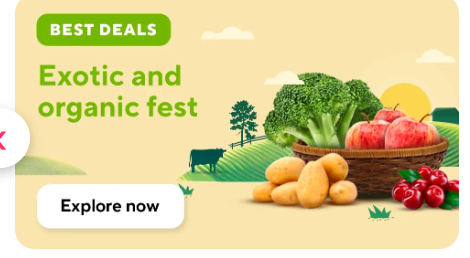 BEST DEALS
Exotic and
organic fest
Explore now